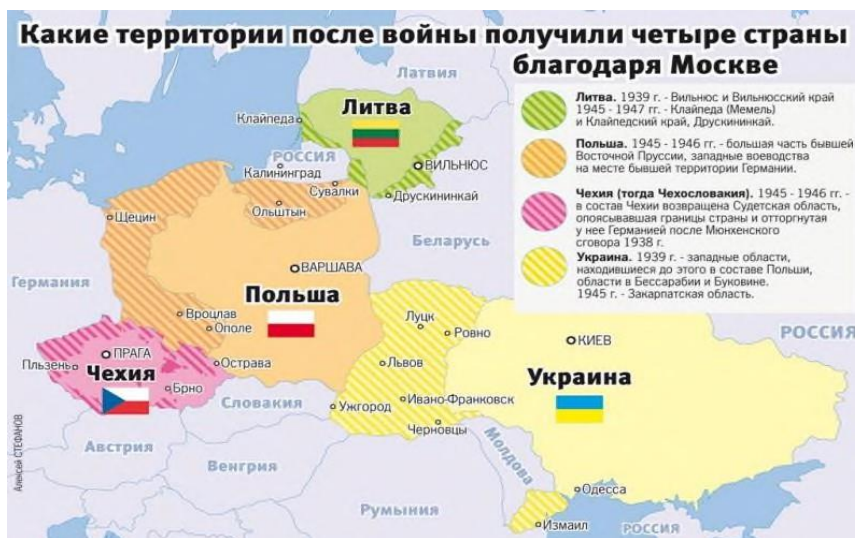 Какие территории после войны получили четыре страны
благодаря Москве
Литва. 1939 г. - Вильнюс и Вильнюсский край
1945 - 1947 гг. - Клайпеда (Мемель)
и Клайпедский край, Друскининкай.
Польша. 1945 - 1946 гг. - большая часть бывшей
Восточной Пруссии, западные воеводства
на месте бывшей территории Германии.
Чехия (тогда Чехословакия). 1945 - 1946 гг. -
в состав Чехии возвращена Судетская область,
опоясывавшая границы страны и отторгнутая
у нее Германией после Мюнхенского
сговора 1938 г.
Украина. 1939 г. - западные области,
находившиеся до этого в составе Польши,
области в Бессарабии и Буковине.
1945 г. - Закарпатская область.
Латвия
Литва
Клайпеда
РОССИЯ
Калининград
ВИЛЬНЮС
Сувалки
Друскининкай
Щецин
Ольштын
Беларусь
Германия
ВАРШАВА
Польша
Вроцлав
Ополе
Луцк
Ровно
КИЕВ
РОССИЯ
ПРАГА
Пльзень
Острава
Львов
Чехия
Брно
Украина
Словакия
Ужгород
Ивано-Франковск
Черновцы
Австрия
Венгрия
Молдова
Румыния
Одесса
Измаил
РОССИЯ
Алексей СТЕФАНОВ